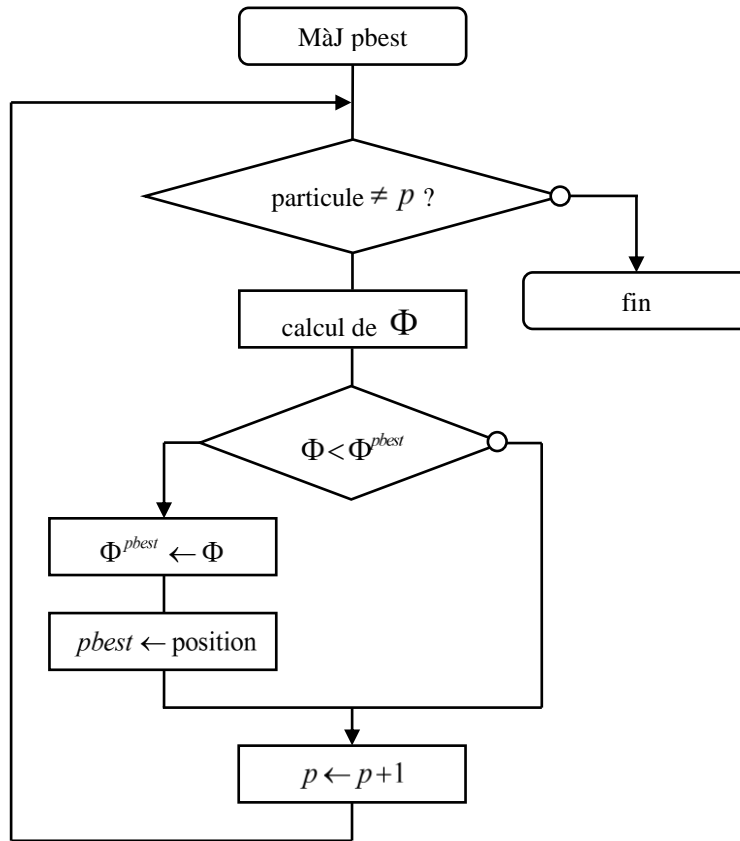 MàJ pbest
particule ≠ p ?
fin
calcul de Φ
Φ < Φ^pbest
Φ^pbest ← Φ
pbest ← position
p ← p+1